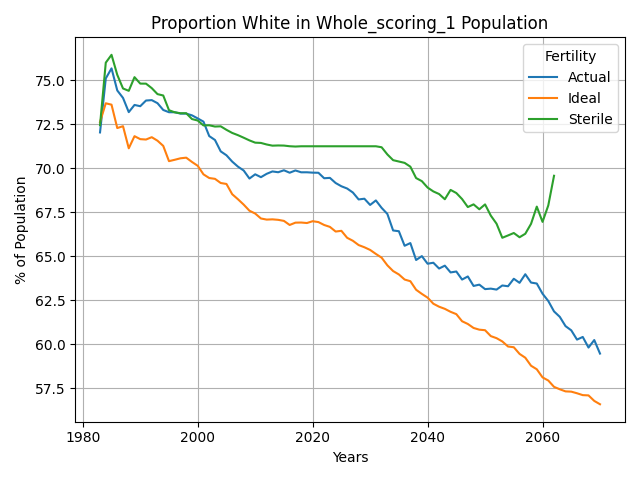 Proportion White in Whole_scoring_1 Population
Fertility
Actual
Ideal
Sterile
% of Population
75.0
72.5
70.0
67.5
65.0
62.5
60.0
57.5
1980
2000
2020
2040
2060
Years